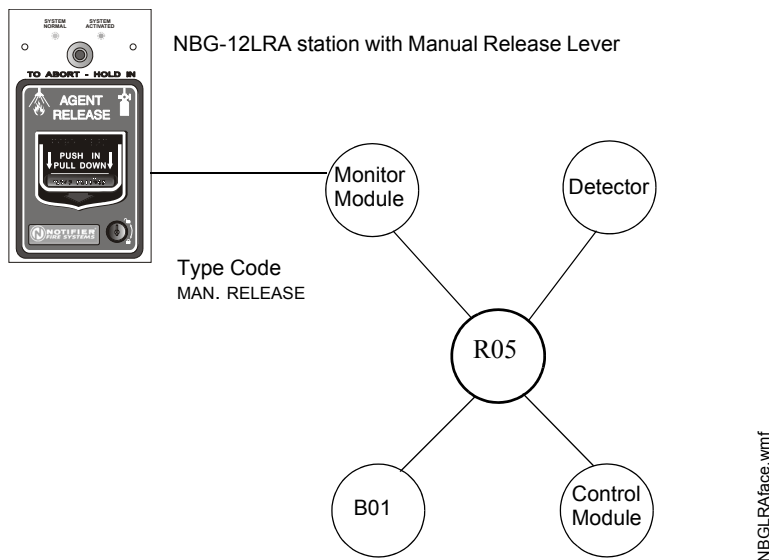 SYSTEM NORMAL
SYSTEM ACTIVATED
NBG-12LRA station with Manual Release Lever
TO ABORT - HOLD IN
AGENT
RELEASE
PUSH IN
PULL DOWN
NOTIFIER
FIRE SYSTEMS
Monitor
Module
Detector
Type Code
MAN. RELEASE
R05
B01
Control
Module
NBGLRAface.wmf